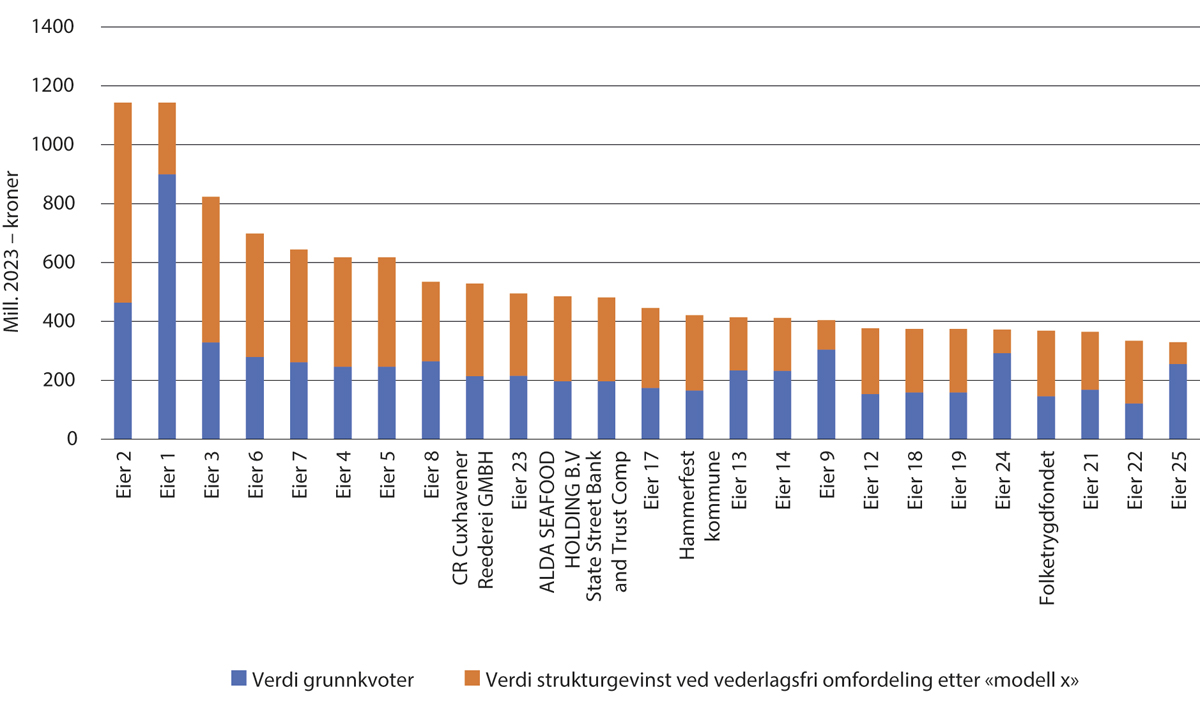 1400
1200
1000
800
600
400
200
0
Mill. 2023 – kroner
Eier 2
Eier 1
Eier 3
Eier 6
Eier 7
Eier 4
Eier 5
Eier 8
CR Cuxhavener
Reederei GMBH
Eier 23
ALDA SEAFOOD
HOLDING B.V
State Street Bank
and Trust Comp
Eier 17
Hammerfest
kommune
Eier 13
Eier 14
Eier 9
Eier 12
Eier 18
Eier 19
Eier 24
Folketrygdfondet
Eier 21
Eier 22
Eier 25
Verdi grunnkvoter
Verdi strukturgevinst ved vederlagsfri omfordeling etter «modell x»